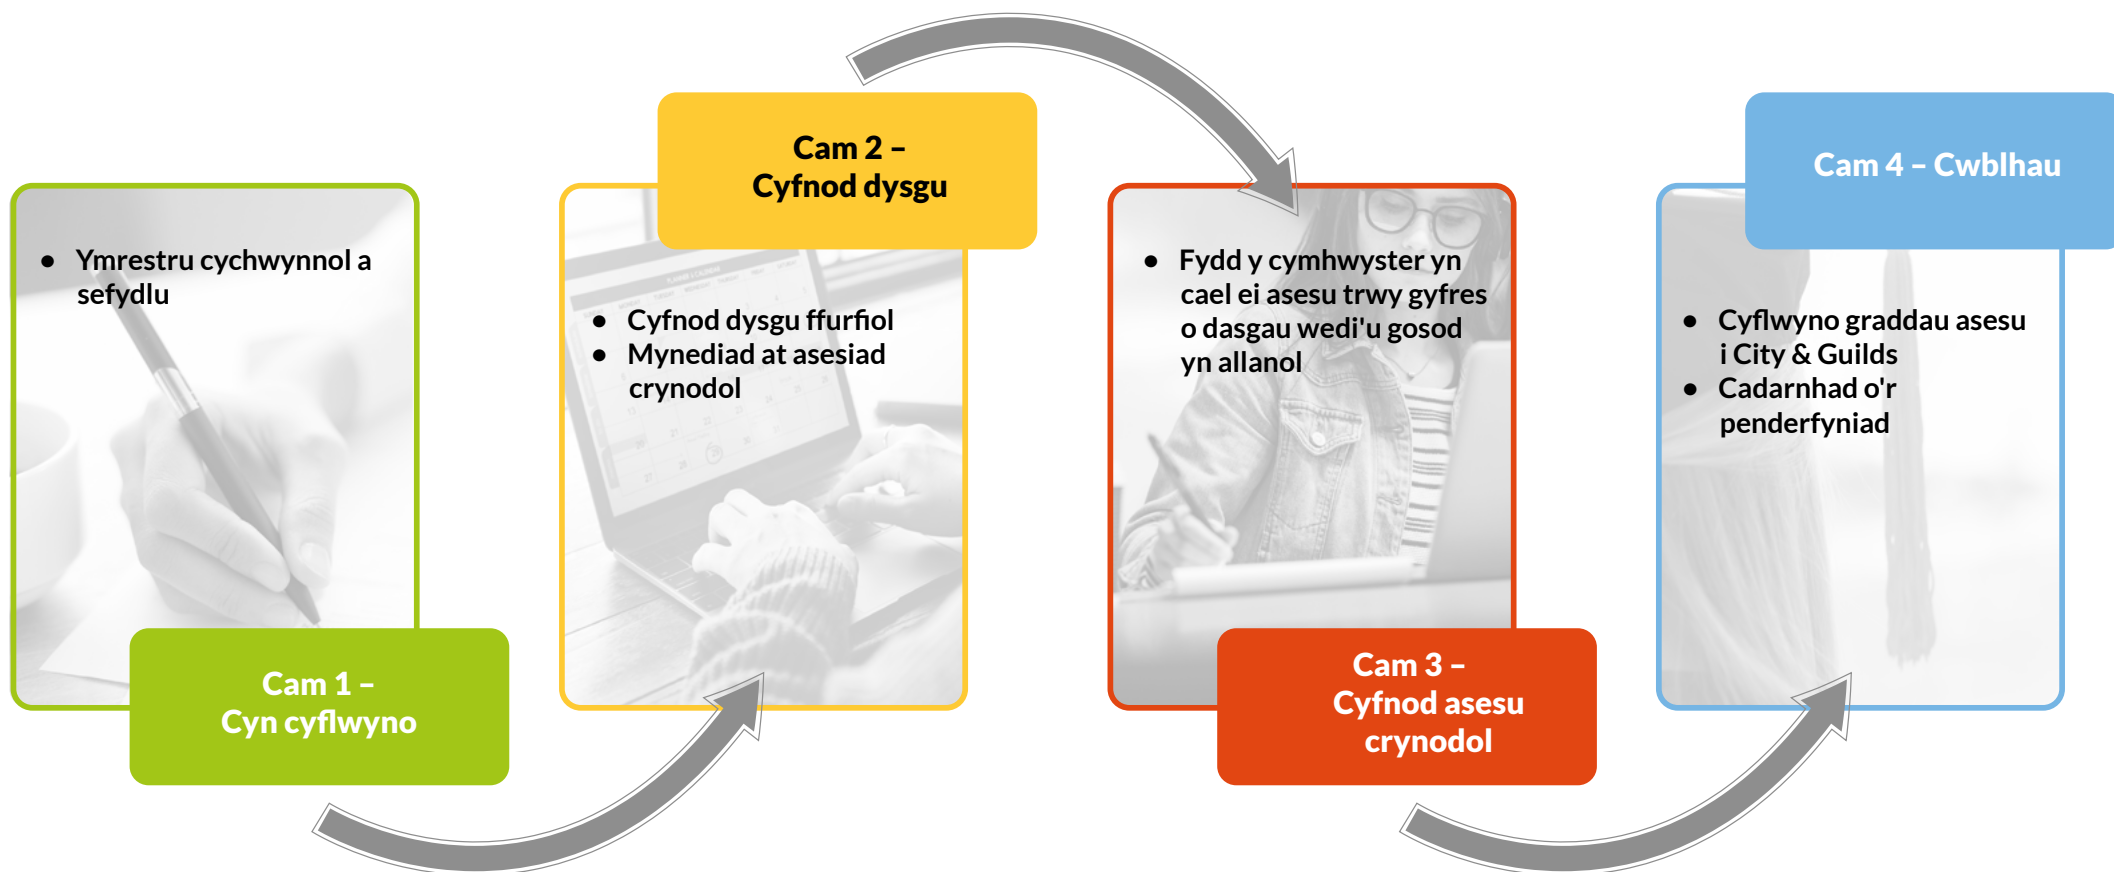 ● Ymrestru cychwynnol a
sefydlu
Cam 1 –
Cyn cyflwyno
Cam 2 –
Cyfnod dysgu
● Cyfnod dysgu ffurfiol
● Mynediad at asesiad
crynodol
● Fydd y cymhwyster yn
cael ei asesu trwy gyfres
o dasgau wedi'u gosod
yn allanol
Cam 3 –
Cyfnod asesu
crynodol
Cam 4 – Cwblhau
● Cyflwyno graddau asesu
i City & Guilds
● Cadarnhad o'r
penderfyniad